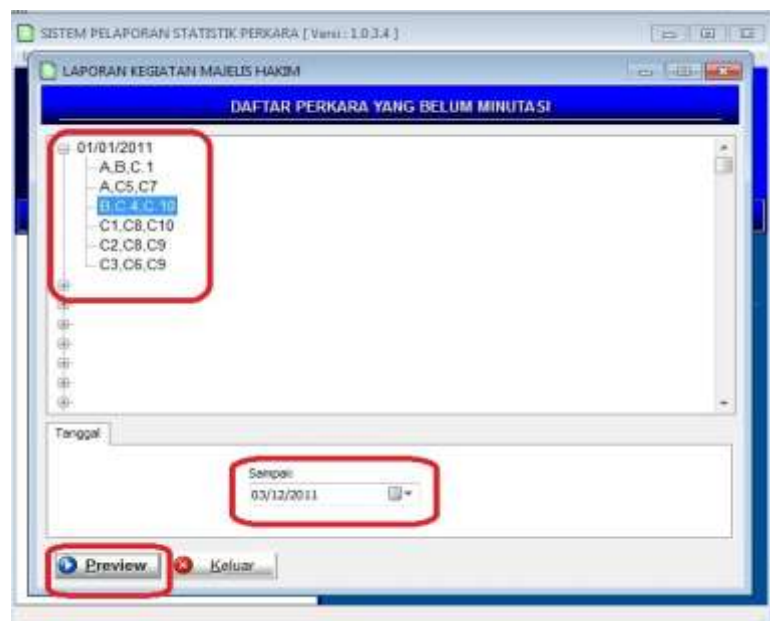 SISTEM PELAPORAN STATISTIK PERKARA [ Versi : 1.0.3.4 ]
LAPORAN KEGIATAN MAJELIS HAKIM
DAFTAR PERKARA YANG BELUM MINUTASI
01/01/2011
A,B,C.1
A,C5,C7
B,C.4,C.10
C1,C8,C10
C2,C8,C9
C3,C6,C9
Tanggal
Sampai:
03/12/2011
Preview
Keluar